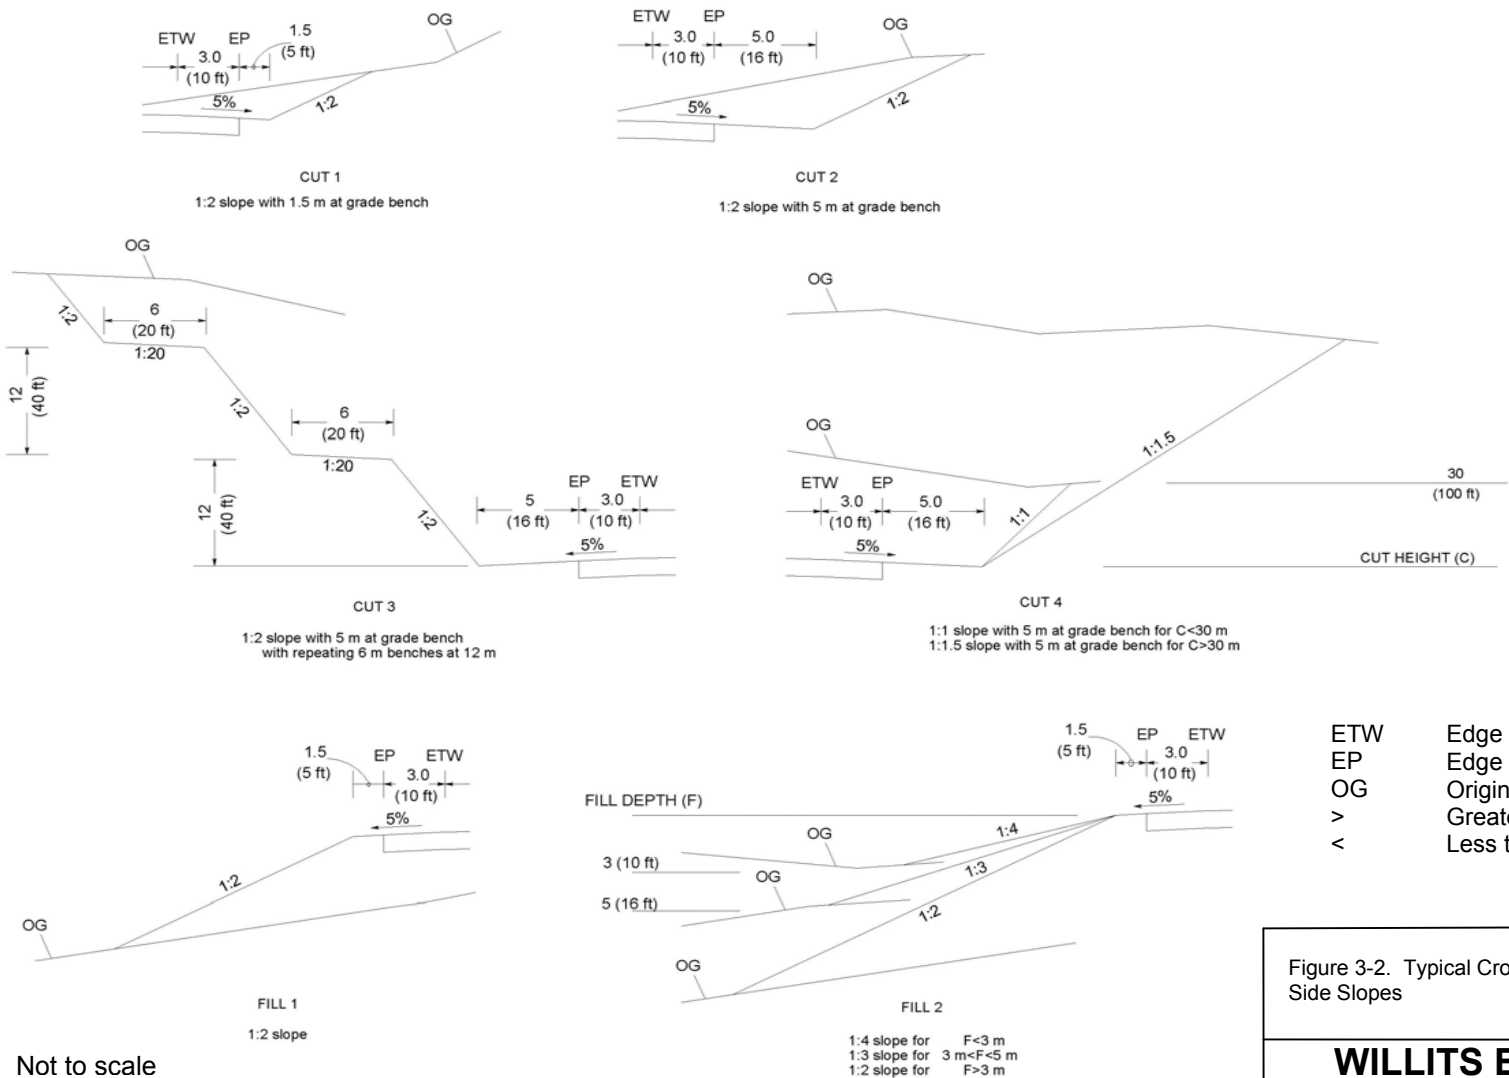 ETW EP 1.5
(5 ft)
3.0
(10 ft)
OG
5%
1:2
CUT 1
1:2 slope with 1.5 m at grade bench
ETW EP
3.0 5.0
(10 ft) (16 ft)
OG
5%
1:2
CUT 2
1:2 slope with 5 m at grade bench
OG
1:2
6
(20 ft)
1:20
12
(40 ft)
1:2
6
(20 ft)
1:20
12
(40 ft)
1:2
EP ETW
5 3.0
(16 ft) (10 ft)
5%
CUT 3
1:2 slope with 5 m at grade bench
with repeating 6 m benches at 12 m
OG
OG
1:1.5
ETW EP
3.0 5.0
(10 ft) (16 ft)
1:1
5%
30
(100 ft)
CUT HEIGHT (C)
CUT 4
1:1 slope with 5 m at grade bench for C<30 m
1:1.5 slope with 5 m at grade bench for C>30 m
1.5
(5 ft)
EP ETW
3.0
(10 ft)
5%
1:2
OG
FILL 1
1:2 slope
1.5
(5 ft)
EP ETW
3.0
(10 ft)
5%
FILL DEPTH (F)
OG
1:4
3 (10 ft)
OG
1:3
5 (16 ft)
1:2
OG
FILL 2
1:4 slope for F<3 m
1:3 slope for 3 m<F<5 m
1:2 slope for F>3 m
ETW Edge
EP Edge
OG Origin
> Greate
< Less t
Figure 3-2. Typical Cro
Side Slopes
WILLITS
Not to scale